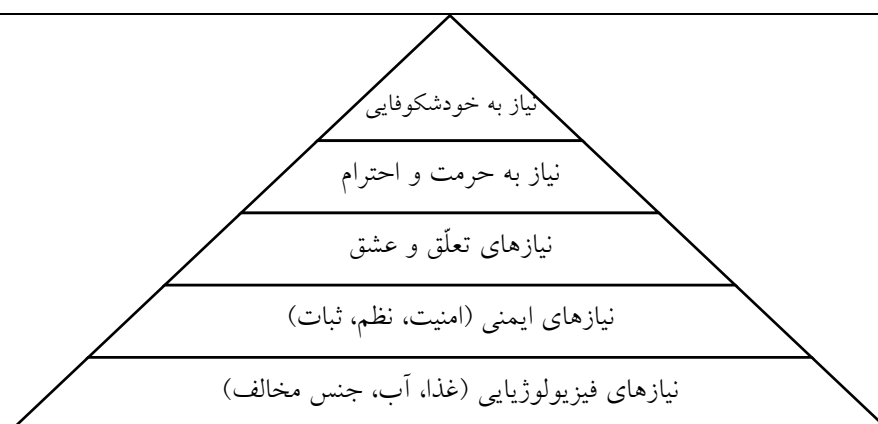 نیاز به خودشکوفایی
نیاز به حرمت و احترام
نیازهای تعلّق و عشق
نیازهای ایمنی (امنیت، نظم، ثبات)
نیازهای فیزیولوژیایی (غذا، آب، جنس مخالف)